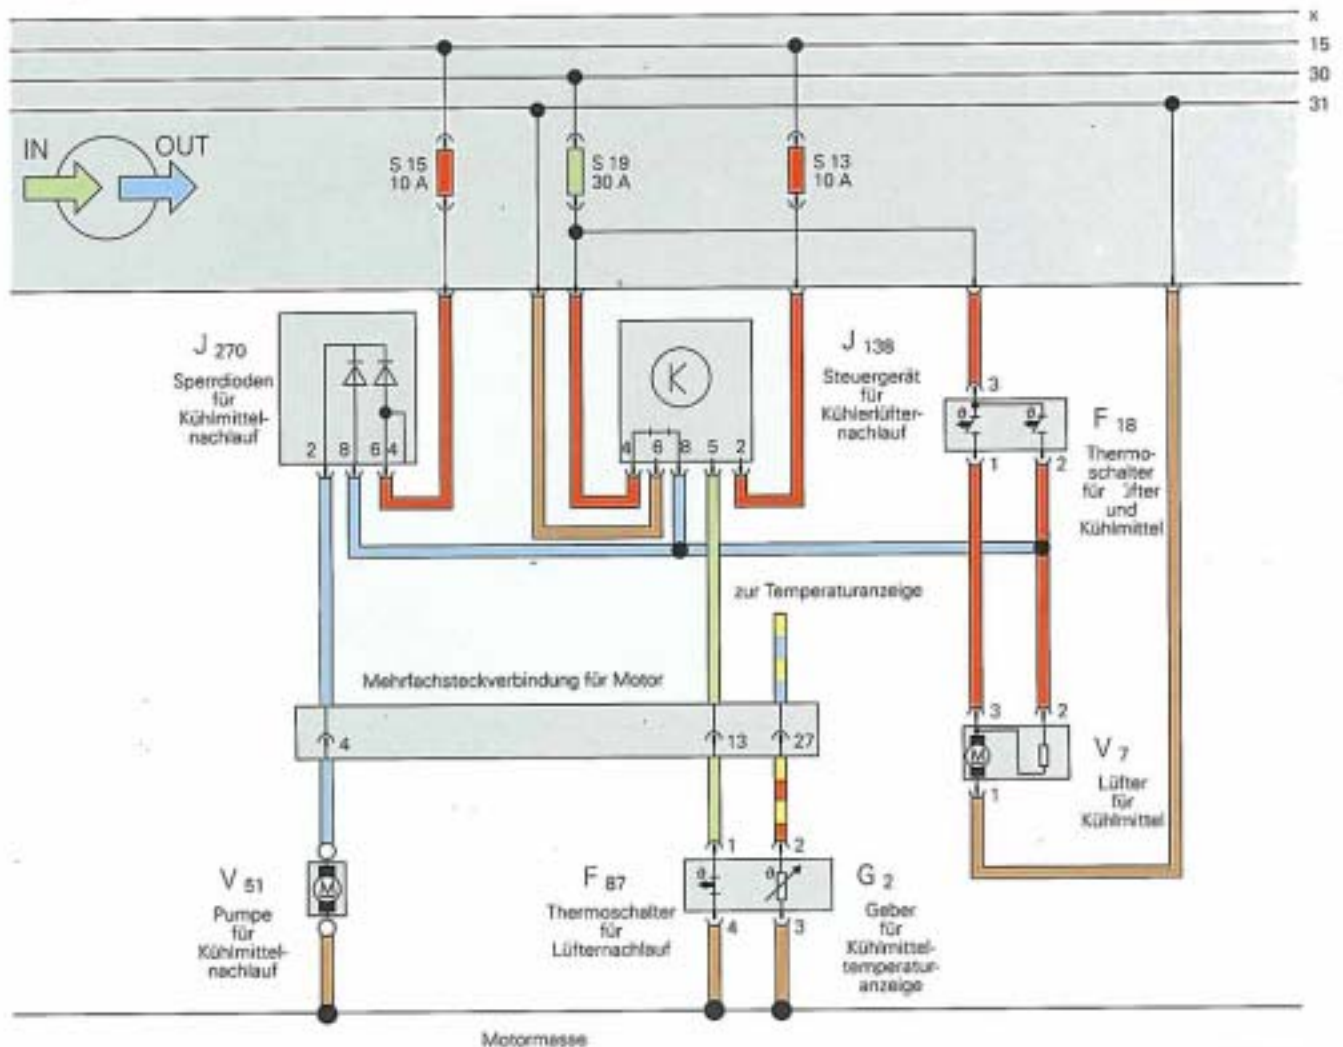 x
15
30
31
IN
OUT
S 15
10 A
S 19
30 A
S 13
10 A
J 270
Sperrdioden
für
Kühlmittel-
nachlauf
2 8 6 4
K
4 6 8 5 2
J 138
Steuergerät
für
Kühlerlüfter-
nachlauf
3
ϑ ϑ
1 2
F 18
Thermo-
schalter
für
und
Kühlmittel
zur Temperaturanzeige
Mehrfachsteckverbindung für Motor
4 13 27
3 2
M
1
V 7
Lüfter
für
Kühlmittel
V 51
Pumpe
für
Kühlmittel-
nachlauf
M
F 87
Thermoschalter
für
Lüfternachlauf
1 2
ϑ ϑ
4 3
G 2
Geber
für
Kühlmittel-
temperatur-
anzeige
Motormasse